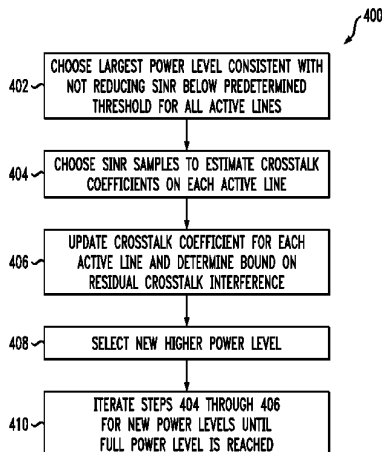 400
402
CHOOSE LARGEST POWER LEVEL CONSISTENT WITH
NOT REDUCING SINR BELOW PREDETERMINED
THRESHOLD FOR ALL ACTIVE LINES
404
CHOOSE SINR SAMPLES TO ESTIMATE CROSSTALK
COEFFICIENTS ON EACH ACTIVE LINE
406
UPDATE CROSSTALK COEFFICIENT FOR EACH
ACTIVE LINE AND DETERMINE BOUND ON
RESIDUAL CROSSTALK INTERFERENCE
408
SELECT NEW HIGHER POWER LEVEL
410
ITERATE STEPS 404 THROUGH 406
FOR NEW POWER LEVELS UNTIL
FULL POWER LEVEL IS REACHED